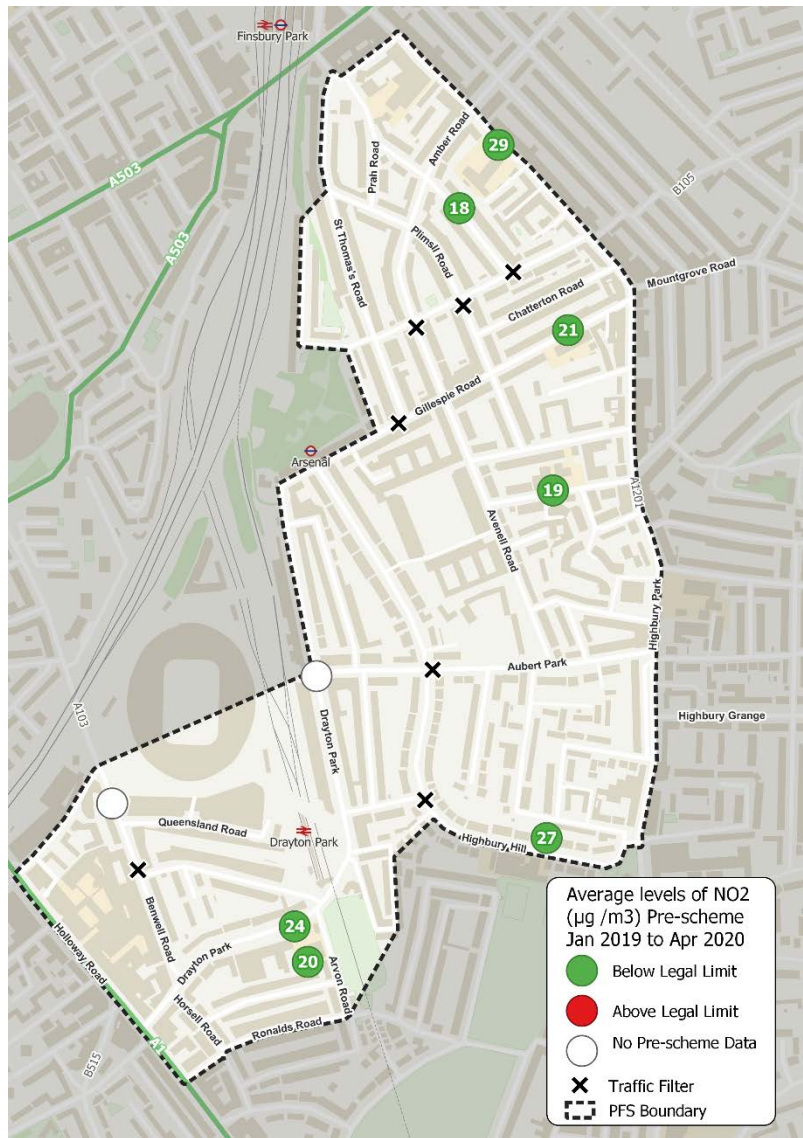 Finsbury Park
A503
A503
Prah Road
Amber Road
29
18
B105
St Thomas's Road
Plimsll Road
Mountgrove Road
Chatterton Road
21
Gillespie Road
Arsenal
19
A1201
Avenell Road
Highbury Park
Aubert Park
A103
Drayton Park
Highbury Grange
Queensland Road
Drayton Park
Highbury Hill
27
Benwell Road
Holloway Road
24
Drayton Park
20
Arvon Road
Horsell Road
Ronalds Road
A1
B515
Average levels of NO2
(µg /m3) Pre-scheme
Jan 2019 to Apr 2020
Below Legal Limit
Above Legal Limit
No Pre-scheme Data
Traffic Filter
PFS Boundary